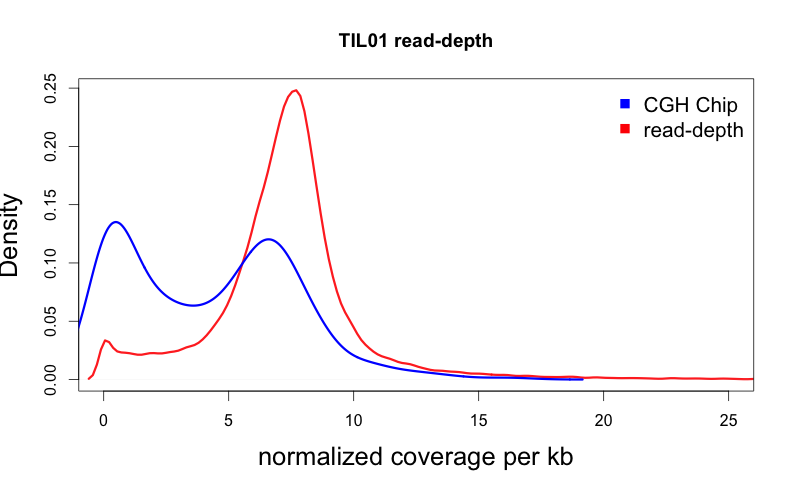 TIL01 read-depth
CGH Chip
read-depth
Density
0.25
0.20
0.15
0.10
0.05
0.00
0 5 10 15 20 25
normalized coverage per kb